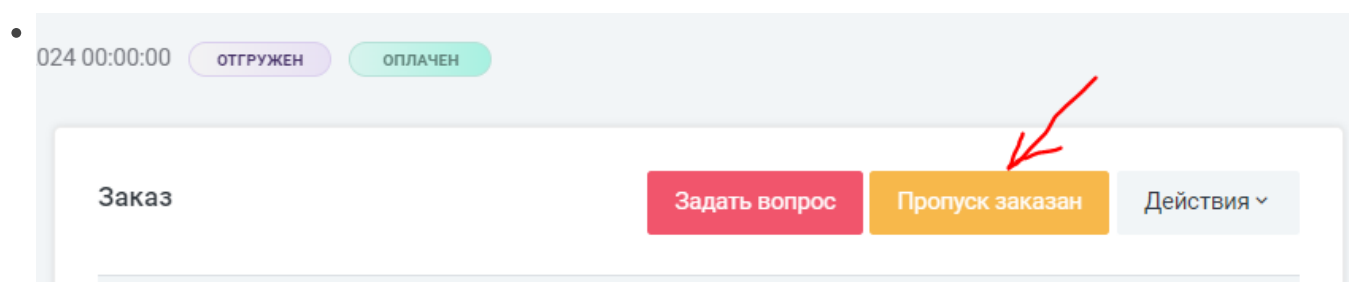 024 00:00:00 ОТГРУЖЕН ОПЛАЧЕН
Заказ Задать вопрос Пропуск заказан Действия